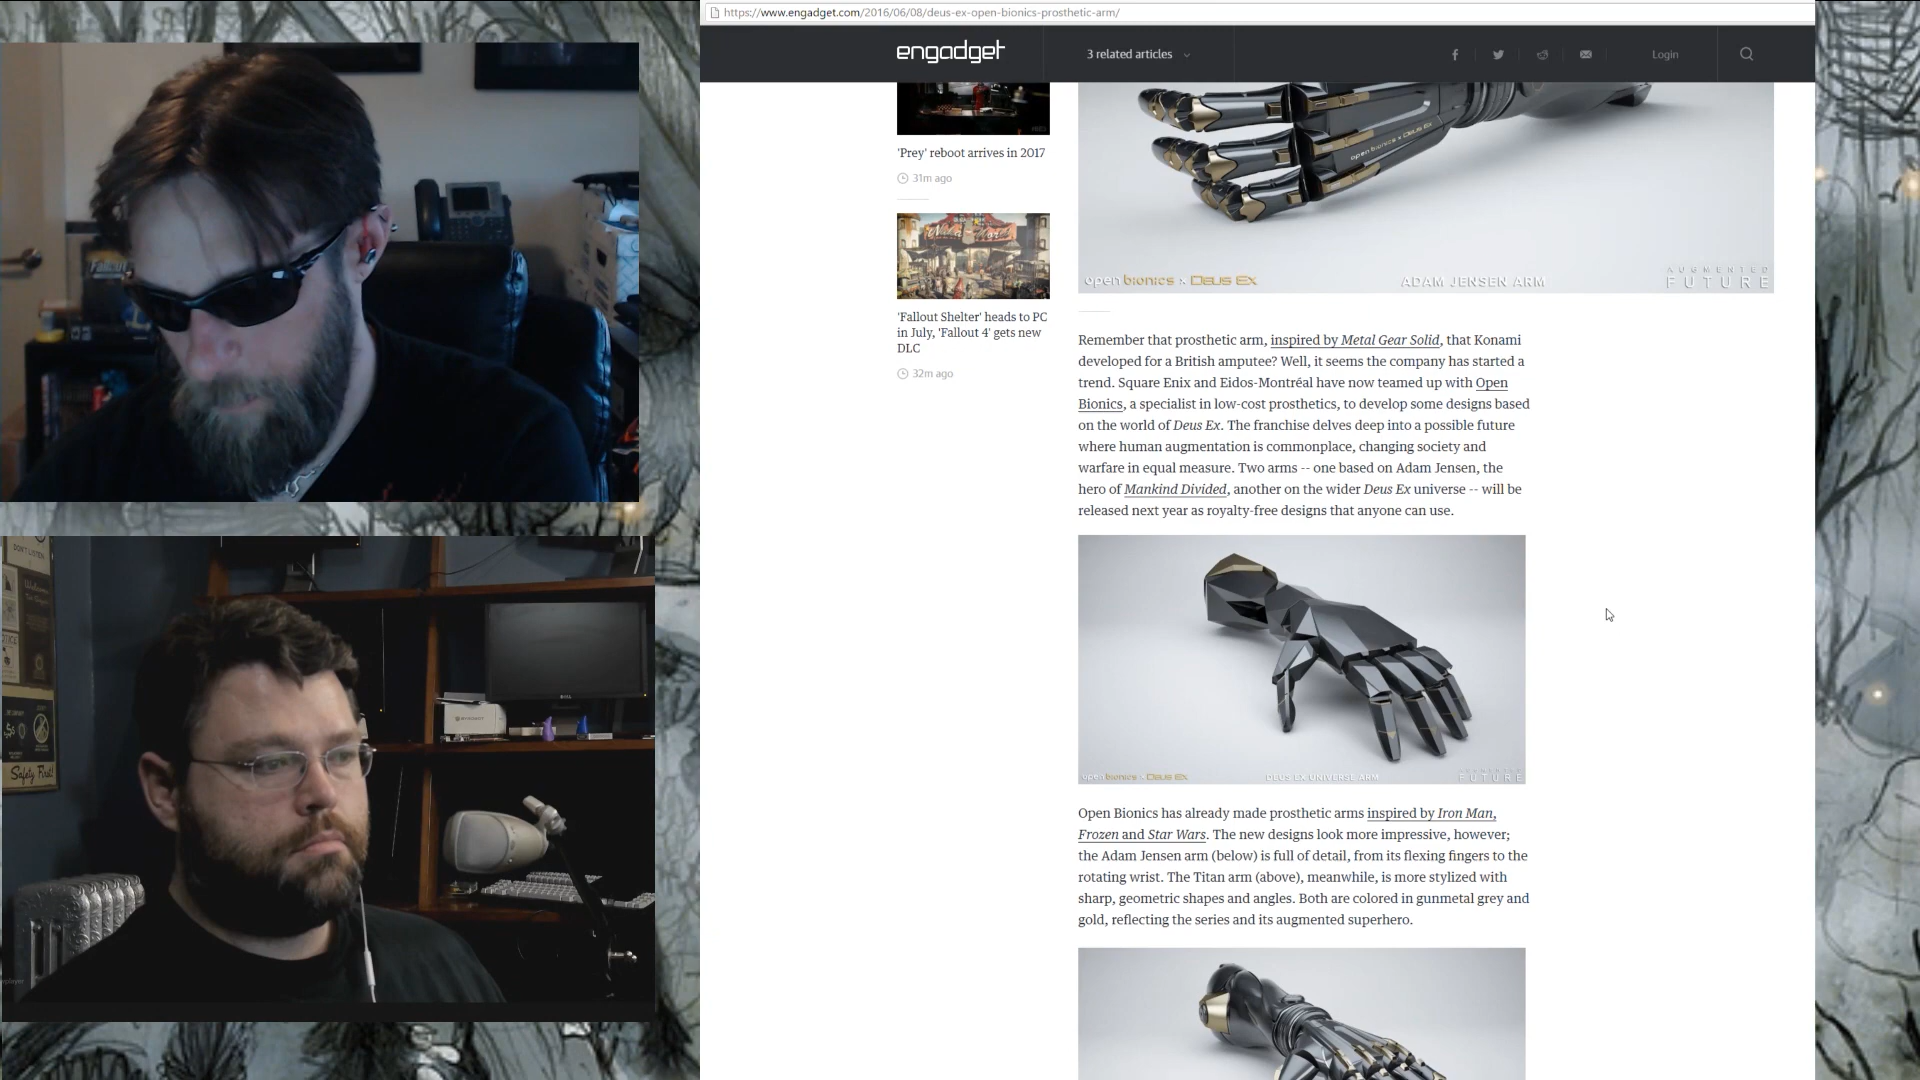 https://www.engadget.com/2016/06/08/deus-ex-open-bionics-prosthetic-arm/
engadget
3 related articles
Login
'Prey' reboot arrives in 2017
31m ago
'Fallout Shelter' heads to PC
in July, 'Fallout 4' gets new
DLC
32m ago
open bionics x DEUS EX
open bionics x DEUS EX
ADAM JENSEN ARM
AUGMENTED
FUTURE
Remember that prosthetic arm, inspired by Metal Gear Solid, that Konami
developed for a British amputee? Well, it seems the company has started a
trend. Square Enix and Eidos-Montréal have now teamed up with Open
Bionics, a specialist in low-cost prosthetics, to develop some designs based
on the world of Deus Ex. The franchise delves deep into a possible future
where human augmentation is commonplace, changing society and
warfare in equal measure. Two arms -- one based on Adam Jensen, the
hero of Mankind Divided, another on the wider Deus Ex universe -- will be
released next year as royalty-free designs that anyone can use.
open bionics x DEUS EX
DEUS EX UNIVERSE ARM
AUGMENTED
FUTURE
Open Bionics has already made prosthetic arms inspired by Iron Man,
Frozen and Star Wars. The new designs look more impressive, however;
the Adam Jensen arm (below) is full of detail, from its flexing fingers to the
rotating wrist. The Titan arm (above), meanwhile, is more stylized with
sharp, geometric shapes and angles. Both are colored in gunmetal grey and
gold, reflecting the series and its augmented superhero.
Fallout
DON'T LISTEN
Safety First!
DELL